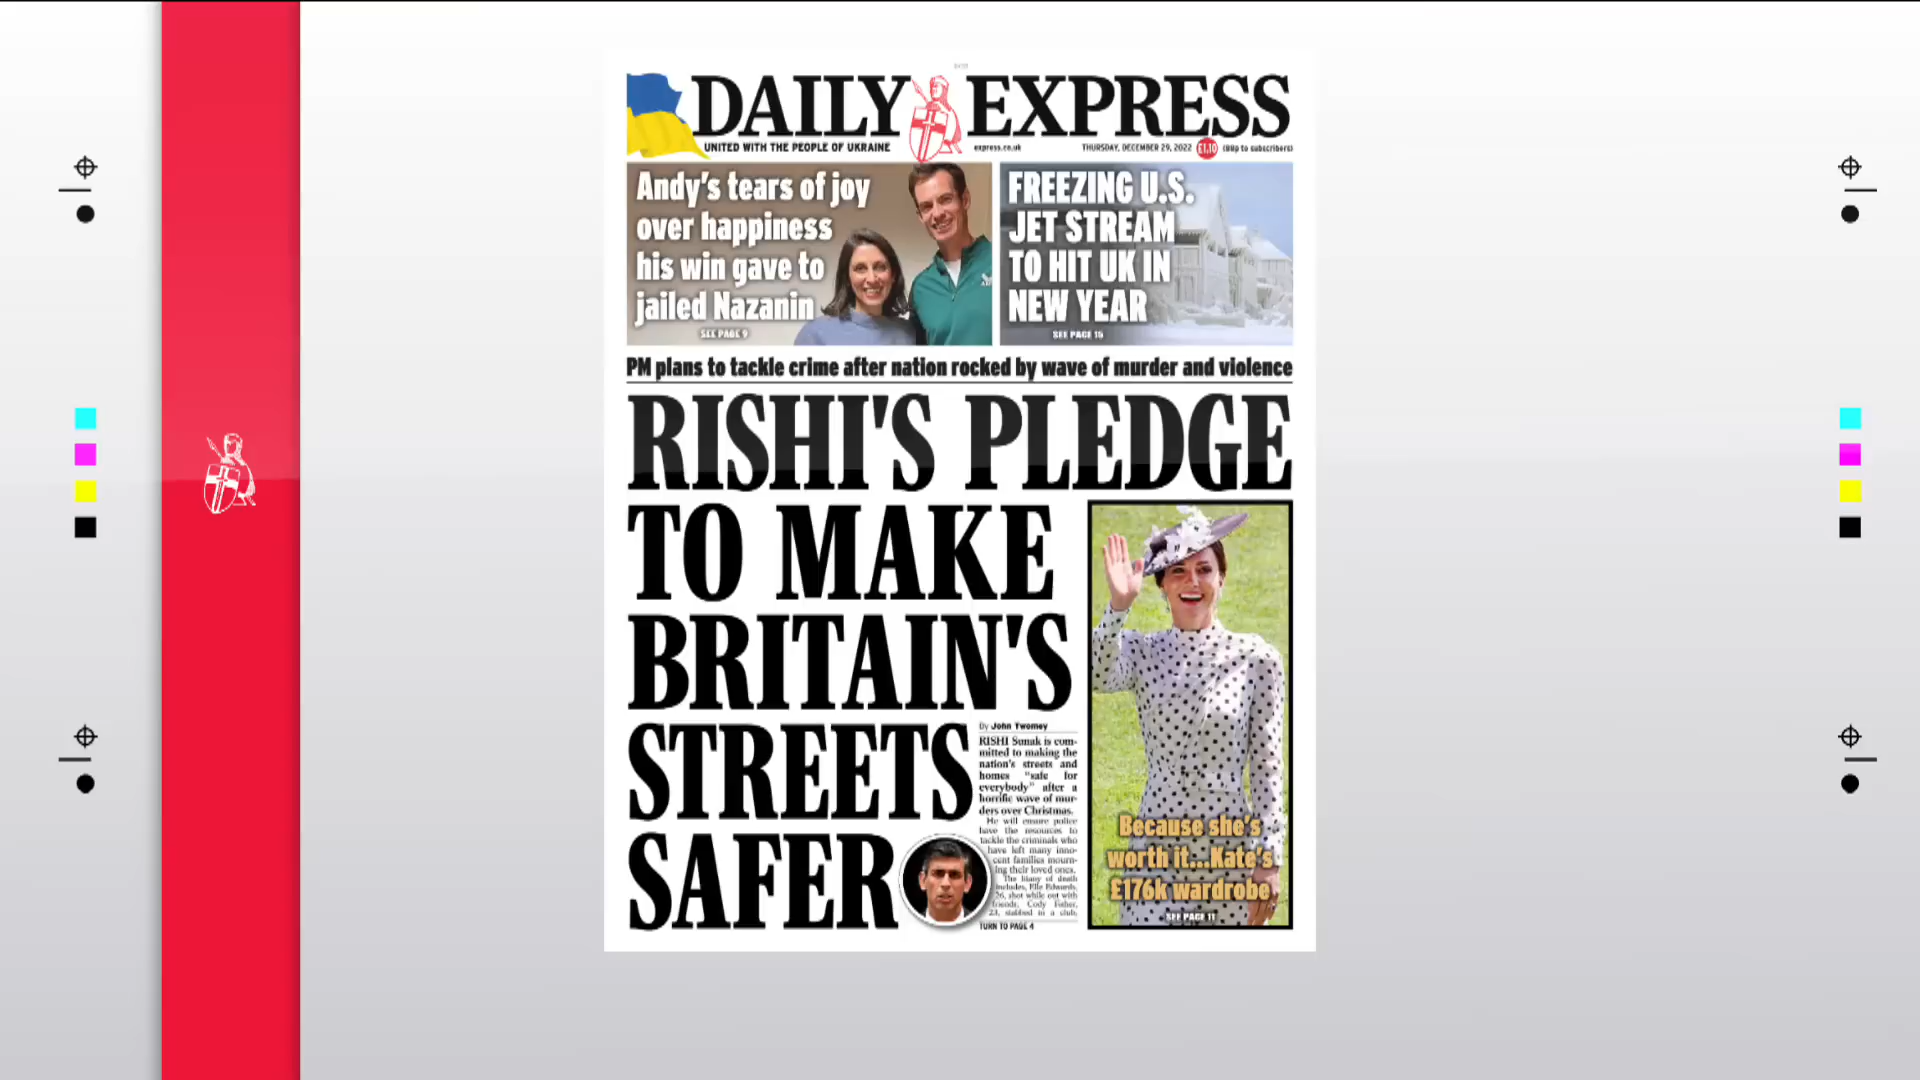 DAILY EXPRESS
UNITED WITH THE PEOPLE OF UKRAINE
express.co.uk
THURSDAY, DECEMBER 29, 2022 £1.10 (88p to subscribers)
Andy's tears of joy
over happiness
his win gave to
jailed Nazanin
SEE PAGE 9
FREEZING U.S.
JET STREAM
TO HIT UK IN
NEW YEAR
SEE PAGE 15
PM plans to tackle crime after nation rocked by wave of murder and violence
RISHI'S PLEDGE
TO MAKE
BRITAIN'S
STREETS
SAFER
By John Twomey
RISHI Sunak is com-
mitted to making the
nation's streets and
homes "safe for
everybody" after a
horrific wave of mur-
ders over Christmas.
He will ensure police
have the resources to
tackle the criminals who
have left many inno-
cent families mourn-
ing their loved ones.
The litany of death
includes, Elle Edwards,
26, shot while out with
friends, Cody Fisher,
23, stabbed in a club,
TURN TO PAGE 4
Because she's
worth it...Kate's
£176k wardrobe
SEE PAGE 11